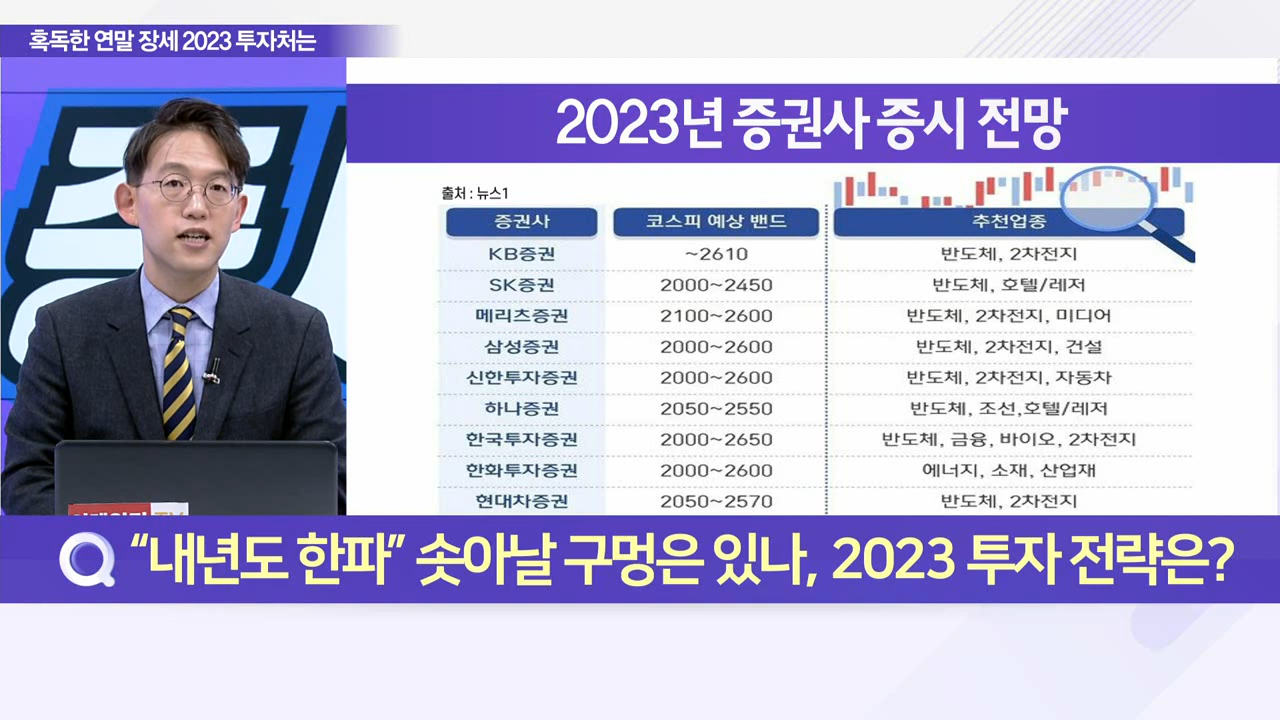 혹독한 연말 장세 2023 투자처는
2023년 증권사 증시 전망
출처 : 뉴스1
증권사 코스피 예상 밴드 추천업종
KB증권 ~2610 반도체, 2차전지
SK증권 2000~2450 반도체, 호텔/레저
메리츠증권 2100~2600 반도체, 2차전지, 미디어
삼성증권 2000~2600 반도체, 2차전지, 건설
신한투자증권 2000~2600 반도체, 2차전지, 자동차
하나증권 2050~2550 반도체, 조선,호텔/레저
한국투자증권 2000~2650 반도체, 금융, 바이오, 2차전지
한화투자증권 2000~2600 에너지, 소재, 산업재
현대차증권 2050~2570 반도체, 2차전지
“내년도 한파” 솟아날 구멍은 있나, 2023 투자 전략은?